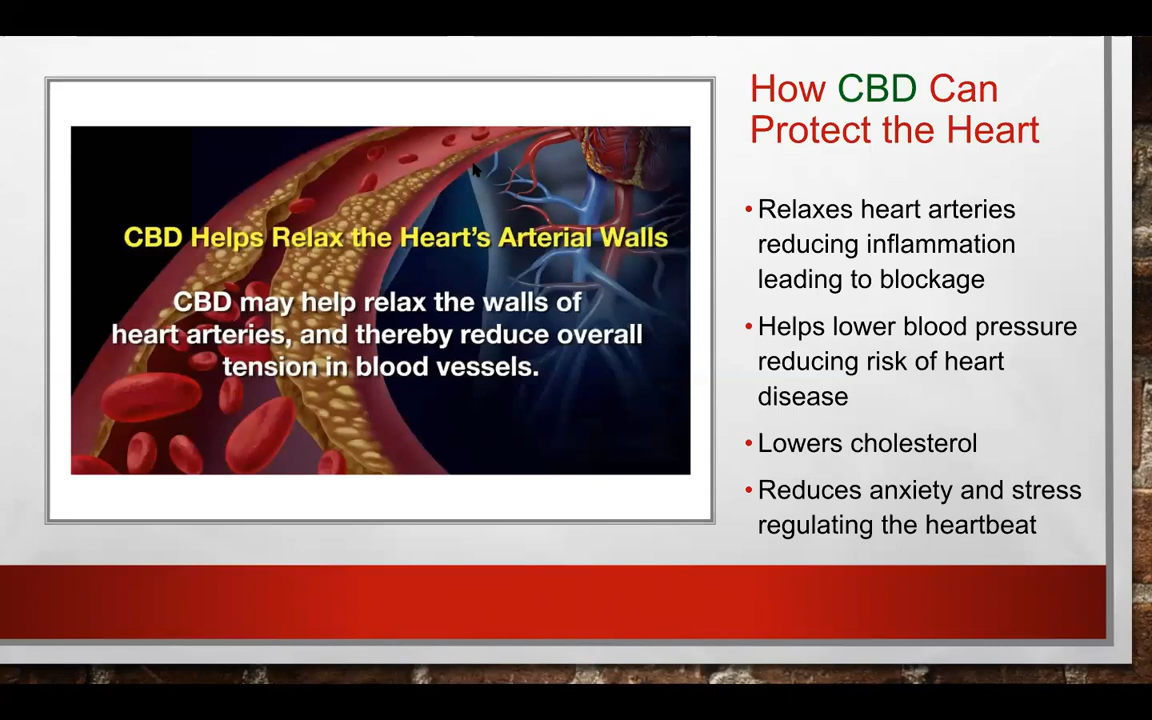 How CBD Can
Protect the Heart
CBD Helps Relax the Heart's Arterial Walls
CBD may help relax the walls of
heart arteries, and thereby reduce overall
tension in blood vessels.
•Relaxes heart arteries
reducing inflammation
leading to blockage
•Helps lower blood pressure
reducing risk of heart
disease
•Lowers cholesterol
•Reduces anxiety and stress
regulating the heartbeat